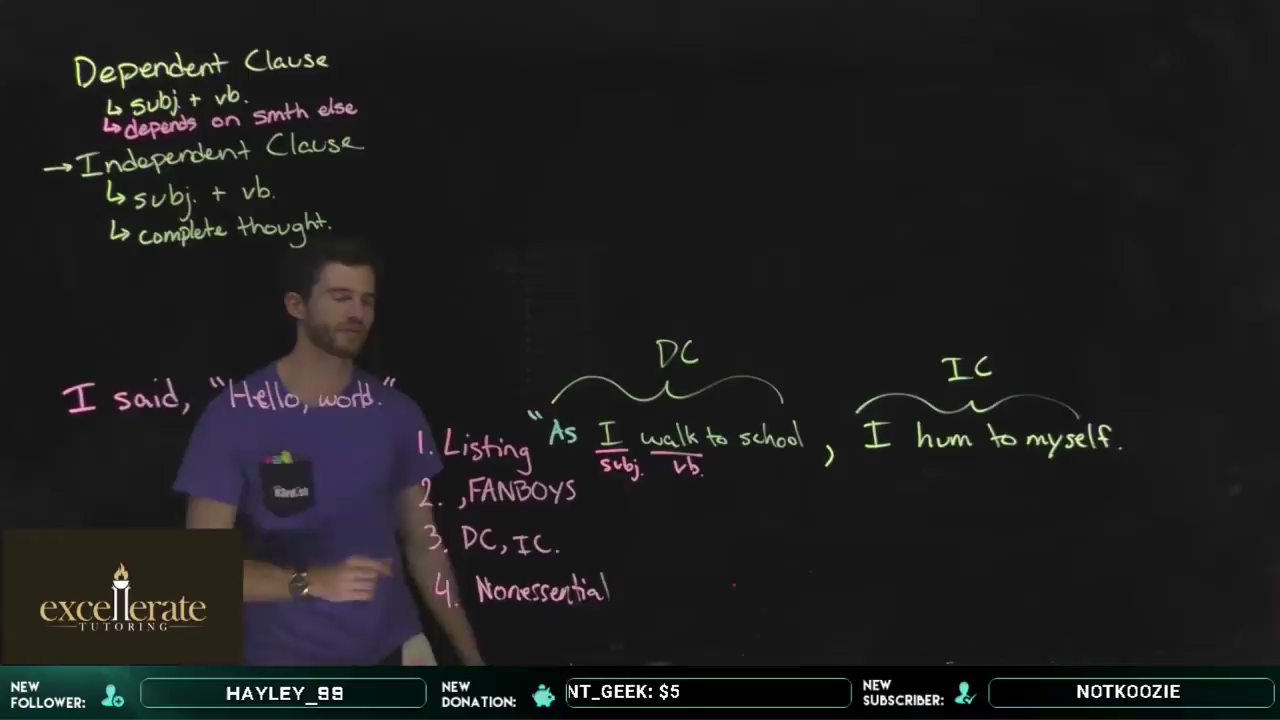 Dependent Clause
↳ subj. + vb.
↳ depends on smth else
→ Independent Clause
↳ subj. + vb.
↳ complete thought.
DC
IC
I said, "Hello, world."
"As I walk to school, I hum to myself.
subj. vb.
1. Listing
2. , FANBOYS
3. DC, IC.
4. Nonessential
excellerate
TUTORING
NEW FOLLOWER: HAYLEY_99
NEW DONATION: NT_GEEK: $5
NEW SUBSCRIBER: NOTKOOZIE